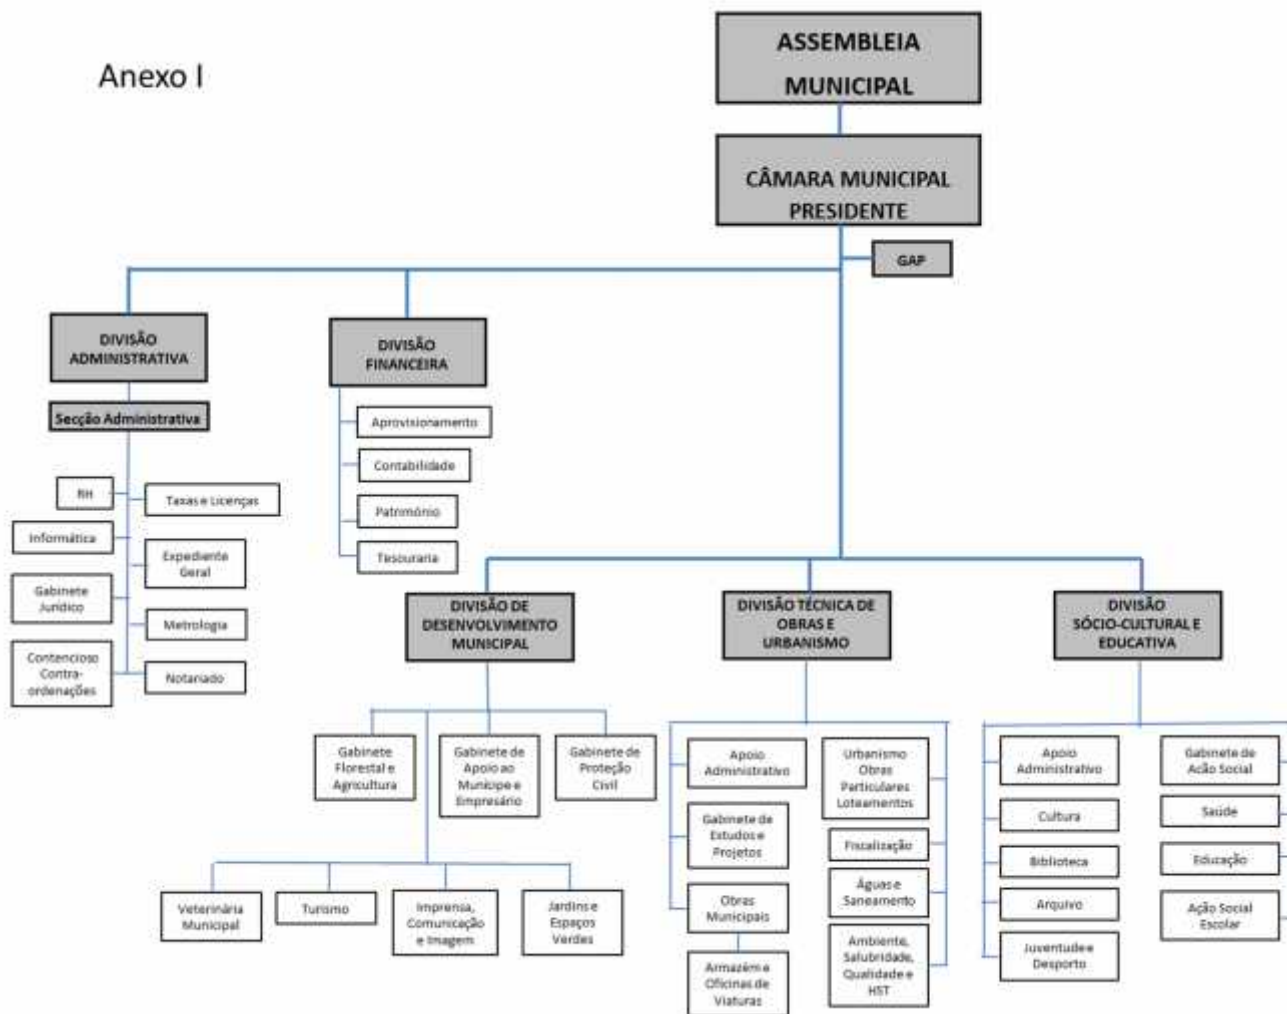 Anexo I
ASSEMBLEIA
MUNICIPAL
CÂMARA MUNICIPAL
PRESIDENTE
GAP
DIVISÃO
ADMINISTRATIVA
DIVISÃO
FINANCEIRA
Secção Administrativa
RH
Taxas e Licenças
Informática
Expediente
Geral
Gabinete
Jurídico
Metrologia
Contencioso
Contra-
ordenações
Notariado
Aprovisionamento
Contabilidade
Património
Tesouraria
DIVISÃO DE
DESENVOLVIMENTO
MUNICIPAL
DIVISÃO TÉCNICA DE
OBRAS E
URBANISMO
DIVISÃO
SÓCIO-CULTURAL E
EDUCATIVA
Gabinete
Florestal e
Agricultura
Gabinete de
Apoio ao
Munícipe e
Empresário
Gabinete de
Proteção
Civil
Veterinária
Municipal
Turismo
Imprensa,
Comunicação
e Imagem
Jardins e
Espaços
Verdes
Apoio
Administrativo
Gabinete de
Estudos e
Projetos
Obras
Municipais
Armazém e
Oficinas de
Viaturas
Urbanismo
Obras
Particulares
Loteamentos
Fiscalização
Águas e
Saneamento
Ambiente,
Salubridade,
Qualidade e
HST
Apoio
Administrativo
Cultura
Biblioteca
Arquivo
Juventude e
Desporto
Gabinete de
Acão Social
Saúde
Educação
Ação Social
Escolar